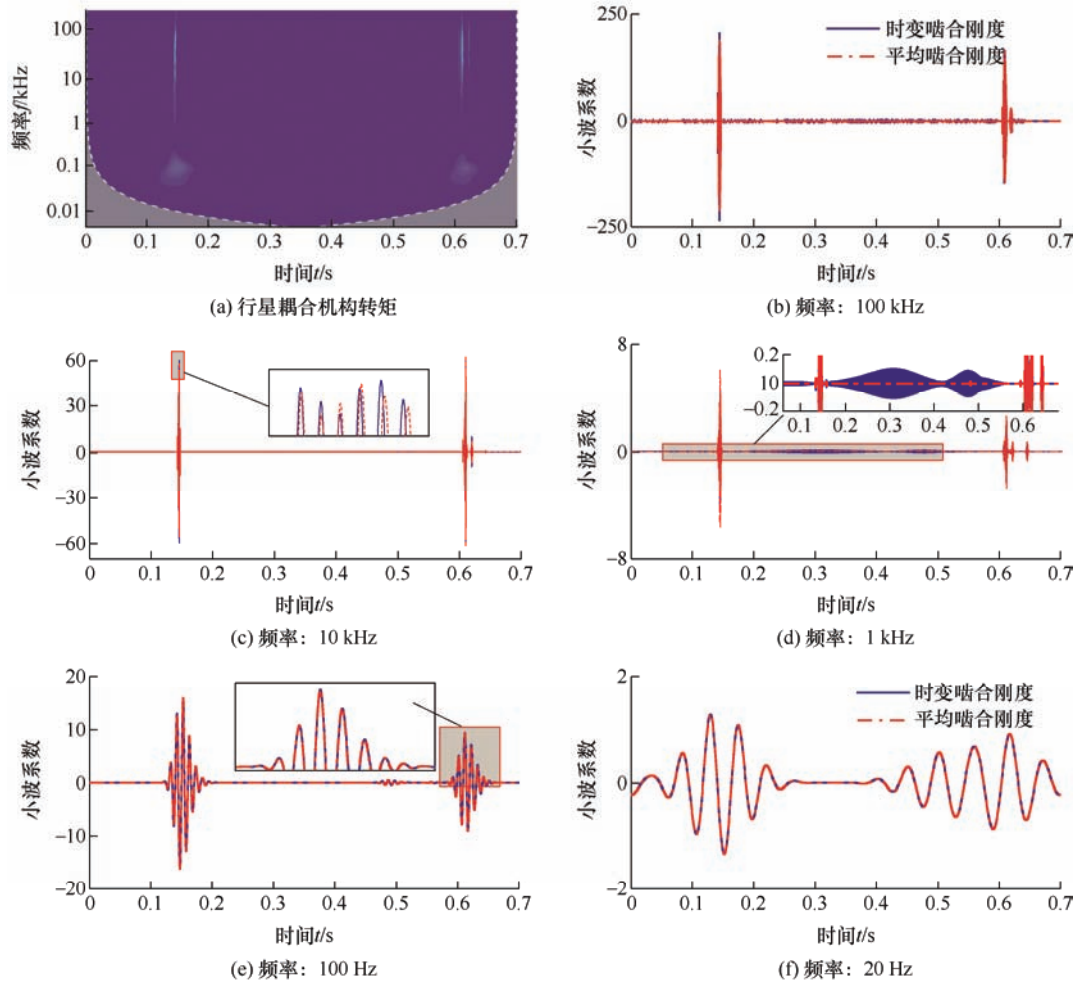 频率f/kHz
100
10
1
0.1
0.01
0 0.1 0.2 0.3 0.4 0.5 0.6 0.7
时间t/s
(a) 行星耦合机构转矩
小波系数
250
0
−250
时变啮合刚度
平均啮合刚度
0 0.1 0.2 0.3 0.4 0.5 0.6 0.7
时间t/s
(b) 频率：100 kHz
小波系数
60
30
0
−30
−60
0 0.1 0.2 0.3 0.4 0.5 0.6 0.7
时间t/s
(c) 频率：10 kHz
小波系数
8
0
−8
0.2
10
−0.2
0.1 0.2 0.3 0.4 0.5 0.6
0 0.1 0.2 0.3 0.4 0.5 0.6 0.7
时间t/s
(d) 频率：1 kHz
小波系数
20
10
0
−10
−20
0 0.1 0.2 0.3 0.4 0.5 0.6 0.7
时间t/s
(e) 频率：100 Hz
小波系数
2
0
−2
时变啮合刚度
平均啮合刚度
0 0.1 0.2 0.3 0.4 0.5 0.6 0.7
时间t/s
(f) 频率：20 Hz